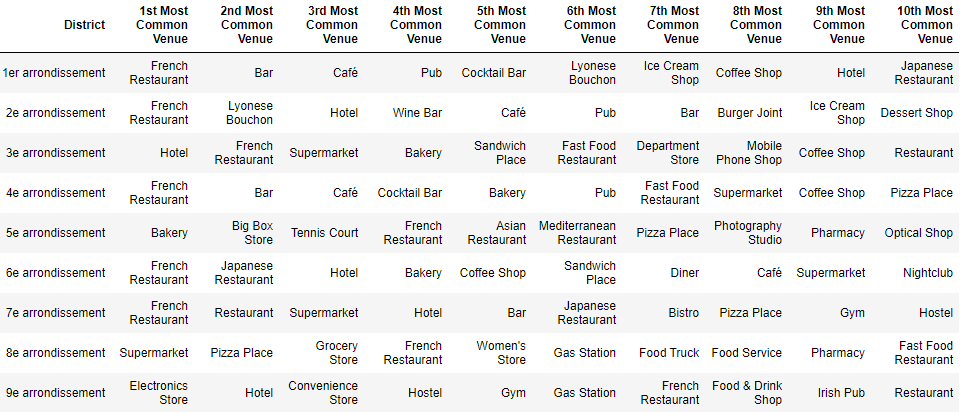 District 1st Most Common Venue 2nd Most Common Venue 3rd Most Common Venue 4th Most Common Venue 5th Most Common Venue 6th Most Common Venue 7th Most Common Venue 8th Most Common Venue 9th Most Common Venue 10th Most Common Venue
1er arrondissement French Restaurant Bar Café Pub Cocktail Bar Lyonese Bouchon Ice Cream Shop Coffee Shop Hotel Japanese Restaurant
2e arrondissement French Restaurant Lyonese Bouchon Hotel Wine Bar Café Pub Bar Burger Joint Ice Cream Shop Dessert Shop
3e arrondissement Hotel French Restaurant Supermarket Bakery Sandwich Place Fast Food Restaurant Department Store Mobile Phone Shop Coffee Shop Restaurant
4e arrondissement French Restaurant Bar Café Cocktail Bar Bakery Pub Fast Food Restaurant Supermarket Coffee Shop Pizza Place
5e arrondissement Bakery Big Box Store Tennis Court French Restaurant Asian Restaurant Mediterranean Restaurant Pizza Place Photography Studio Pharmacy Optical Shop
6e arrondissement French Restaurant Japanese Restaurant Hotel Bakery Coffee Shop Sandwich Place Diner Café Supermarket Nightclub
7e arrondissement French Restaurant Restaurant Supermarket Hotel Bar Japanese Restaurant Bistro Pizza Place Gym Hostel
8e arrondissement Supermarket Pizza Place Grocery Store French Restaurant Women's Store Gas Station Food Truck Food Service Pharmacy Fast Food Restaurant
9e arrondissement Electronics Store Hotel Convenience Store Hostel Gym Gas Station French Restaurant Food & Drink Shop Irish Pub Restaurant